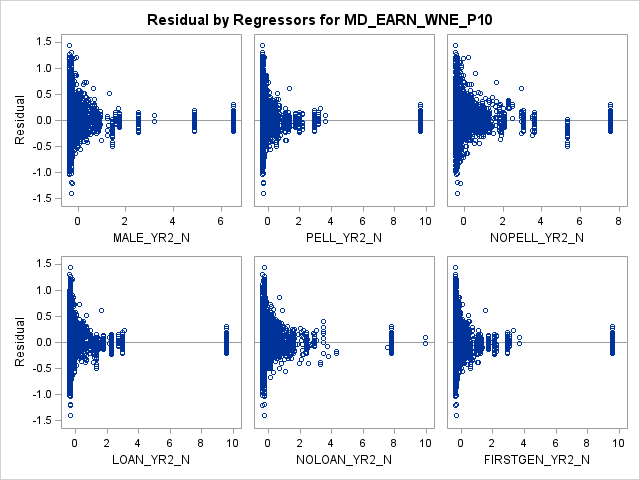 Residual by Regressors for MD_EARN_WNE_P10
Residual
1.5
1.0
0.5
0.0
-0.5
-1.0
-1.5
0 2 4 6
MALE_YR2_N
0 2 4 6 8 10
PELL_YR2_N
0 2 4 6 8
NOPELL_YR2_N
Residual
1.5
1.0
0.5
0.0
-0.5
-1.0
-1.5
0 2 4 6 8 10
LOAN_YR2_N
0 2 4 6 8 10
NOLOAN_YR2_N
0 2 4 6 8 10
FIRSTGEN_YR2_N